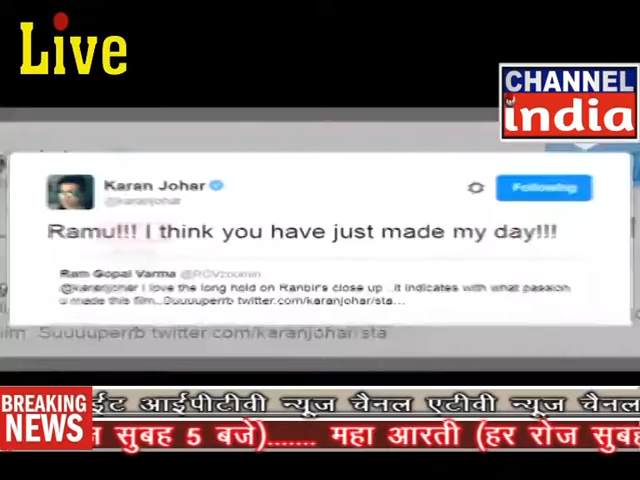 Live
CHANNEL
india
Karan Johar
@karanjohar
Following
Ramu!!! I think you have just made my day!!!
Ram Gopal Varma @RGVzoomin
@karanjohar I love the long hold on Ranbir's close up ..it indicates with what passion
u made this film..Suuuuperrb twitter.com/karanjohar/sta...
film Suuuuperrb twitter.com/karanjohar/sta
BREAKING
NEWS
ईट आईपीटीवी न्यूज चैनल एटीवी न्यूज चैनल
सुबह 5 बजे)....... महा आरती (हर रोज सुबह